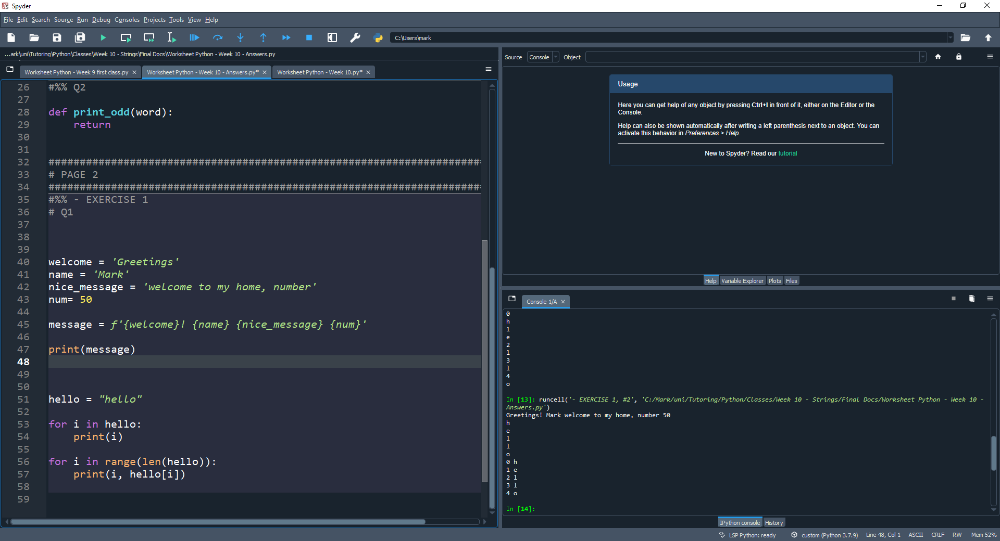 Spyder
File Edit Search Source Run Debug Consoles Projects Tools View Help
C:\Users\mark
...ark\uni\Tutoring\Python\Classes\Week 10 - Strings\Final Docs\Worksheet Python - Week 10 - Answers.py
Worksheet Python - Week 9 first class.py Worksheet Python - Week 10 - Answers.py* Worksheet Python - Week 10.py*
26 #%% Q2
27
28 def print_odd(word):
29     return
30
31
32 #####################################################################
33 # PAGE 2
34 #####################################################################
35 #%% - EXERCISE 1
36 # Q1
37
38
39
40 welcome = 'Greetings'
41 name = 'Mark'
42 nice_message = 'welcome to my home, number'
43 num= 50
44
45 message = f'{welcome}! {name} {nice_message} {num}'
46
47 print(message)
48
49
50
51 hello = "hello"
52
53 for i in hello:
54     print(i)
55
56 for i in range(len(hello)):
57     print(i, hello[i])
58
59
Source Console Object
Usage
Here you can get help of any object by pressing Ctrl+I in front of it, either on the Editor or the
Console.
Help can also be shown automatically after writing a left parenthesis next to an object. You can
activate this behavior in Preferences > Help.
New to Spyder? Read our tutorial
Help Variable Explorer Plots Files
Console 1/A
0
h
1
e
2
l
3
l
4
o
In [13]: runcell('- EXERCISE 1, #2', 'C:/Mark/uni/Tutoring/Python/Classes/Week 10 - Strings/Final Docs/Worksheet Python - Week 10 -
Answers.py')
Greetings! Mark welcome to my home, number 50
h
e
l
l
o
0 h
1 e
2 l
3 l
4 o
In [14]:
IPython console History
LSP Python: ready custom (Python 3.7.9) Line 48, Col 1 ASCII CRLF RW Mem 52%